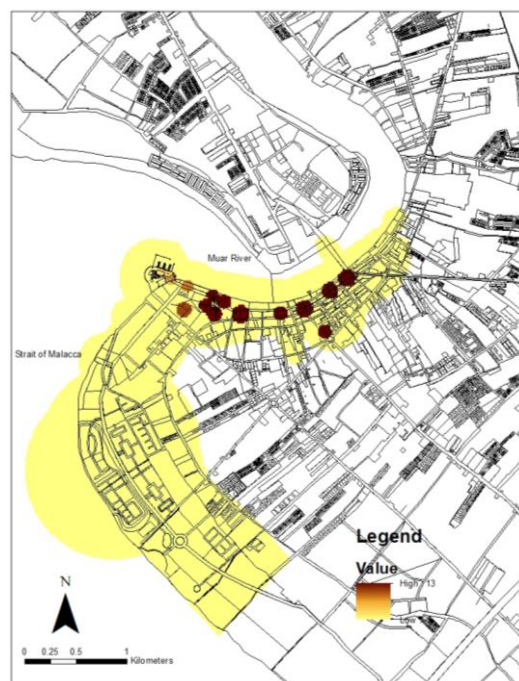 Muar River
Strait of Malacca
Legend
Value
High : 13
Low
N
0 0.25 0.5 1
Kilometers